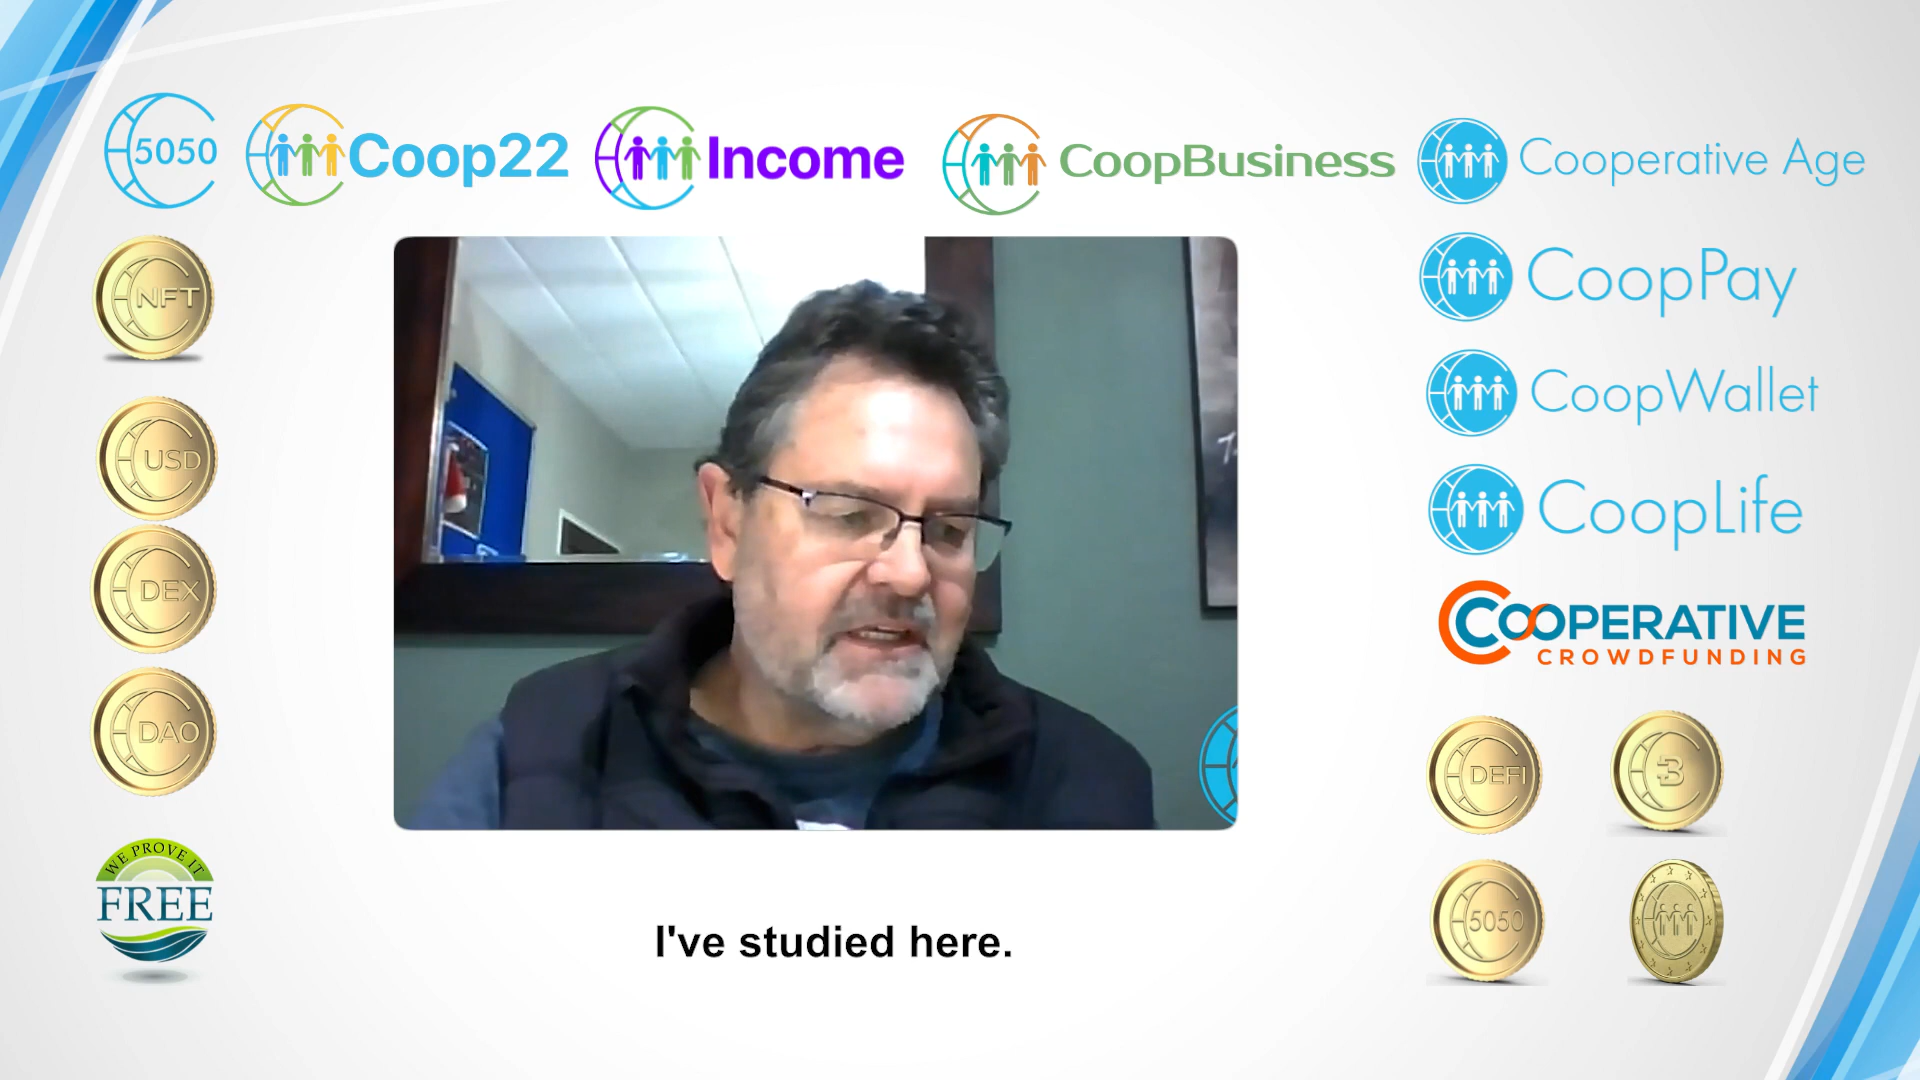 5050
Coop22
Income
CoopBusiness
Cooperative Age
NFT
CoopPay
CoopWallet
USD
CoopLife
DEX
COOPERATIVE
CROWDFUNDING
DAO
DEFI
WE PROVE IT
FREE
5050
I've studied here.